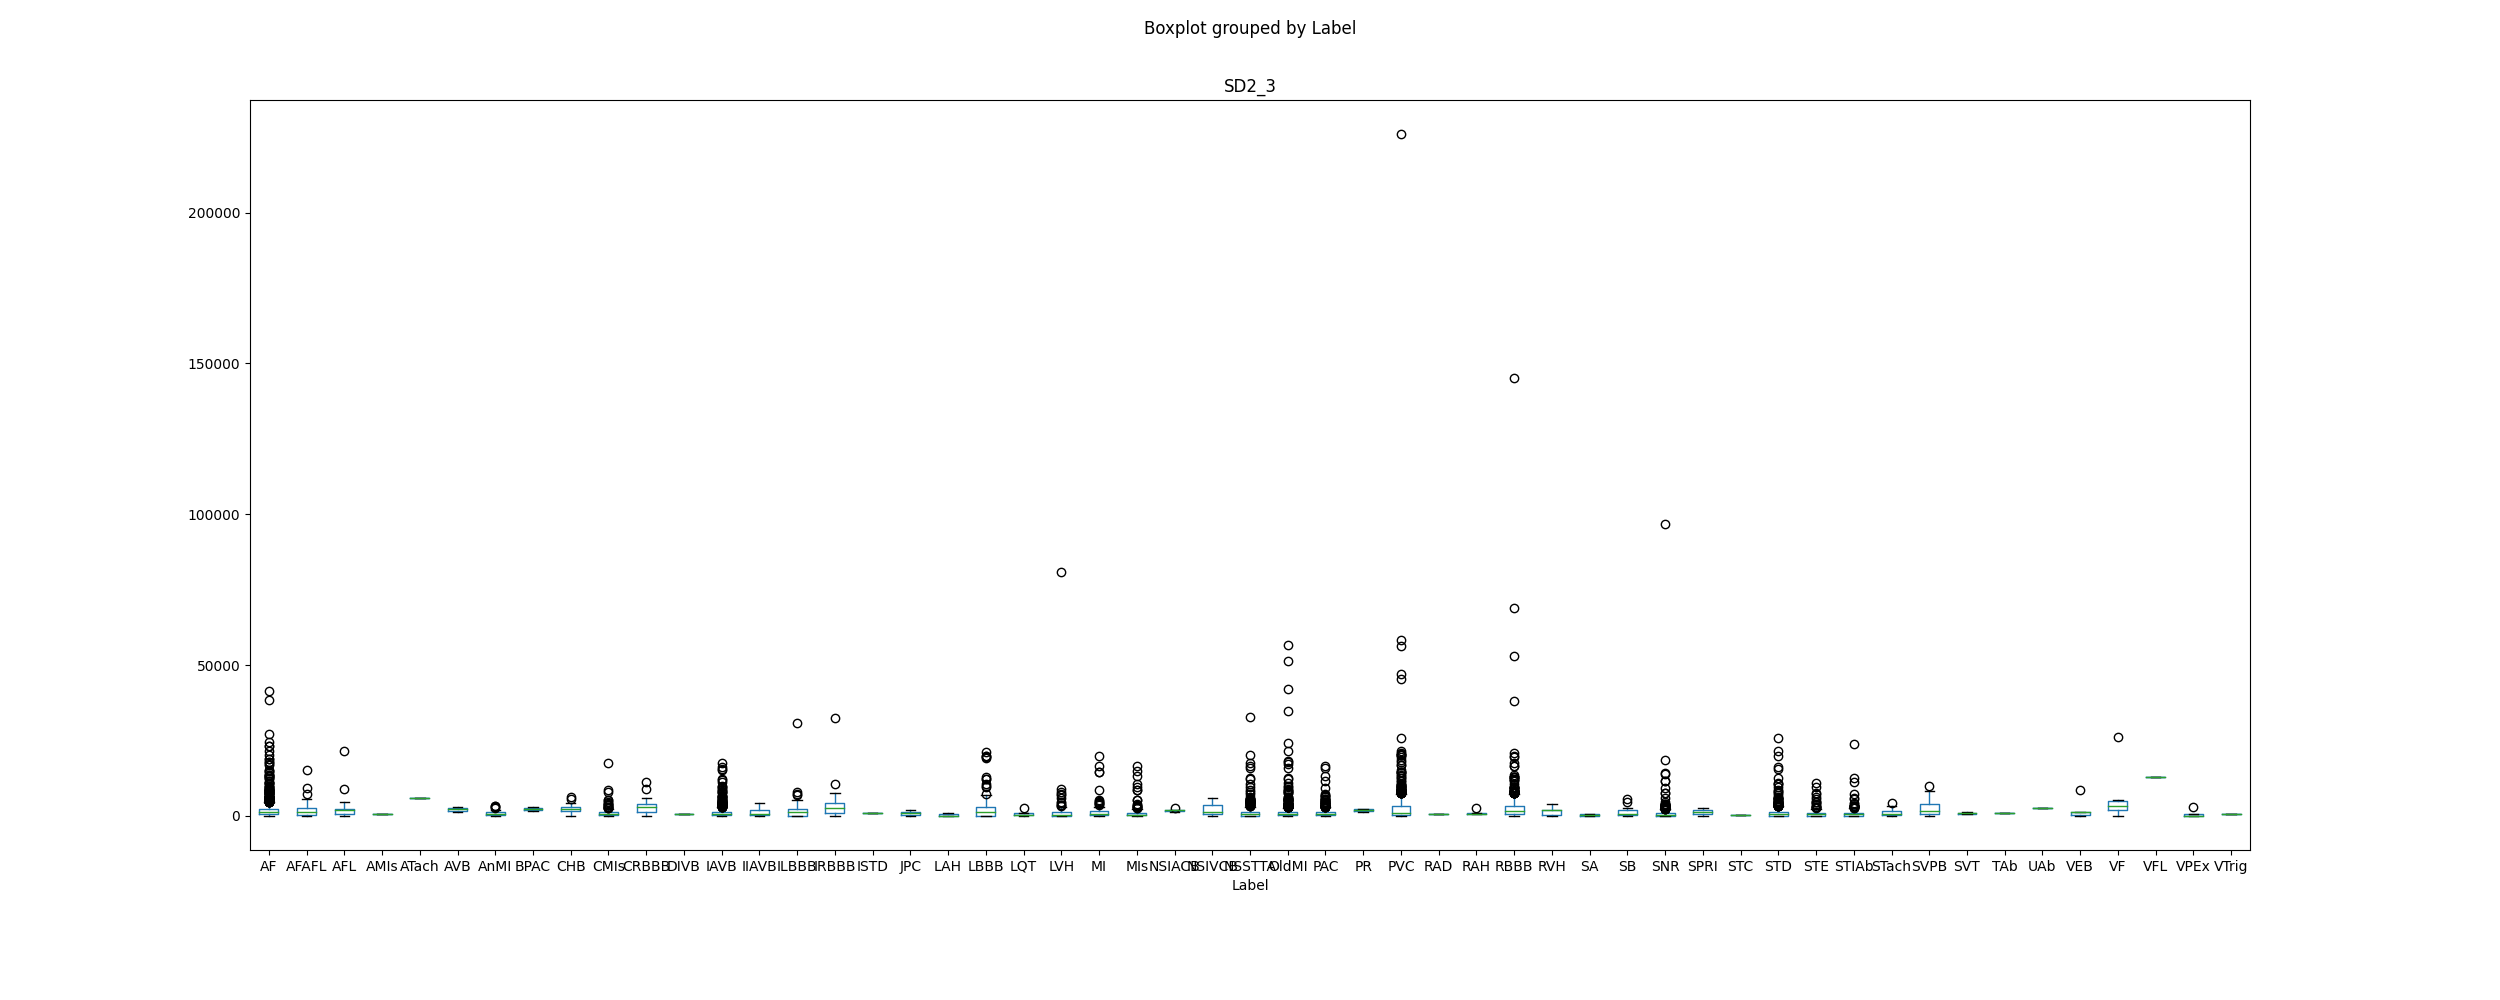 Boxplot grouped by Label
SD2_3
200000
150000
100000
50000
0
AF AFAFL AFL AMIs ATach AVB AnMI BPAC CHB CMIs CRBBB DIVB IAVB IIAVB ILBBB IRBBB ISTD JPC LAH LBBB LQT LVH MI MIs NSIACB NSIVCB NSSTTA OldMI PAC PR PVC RAD RAH RBBB RVH SA SB SNR SPRI STC STD STE STIAb STach SVPB SVT TAb UAb VEB VF VFL VPEx VTrig
Label